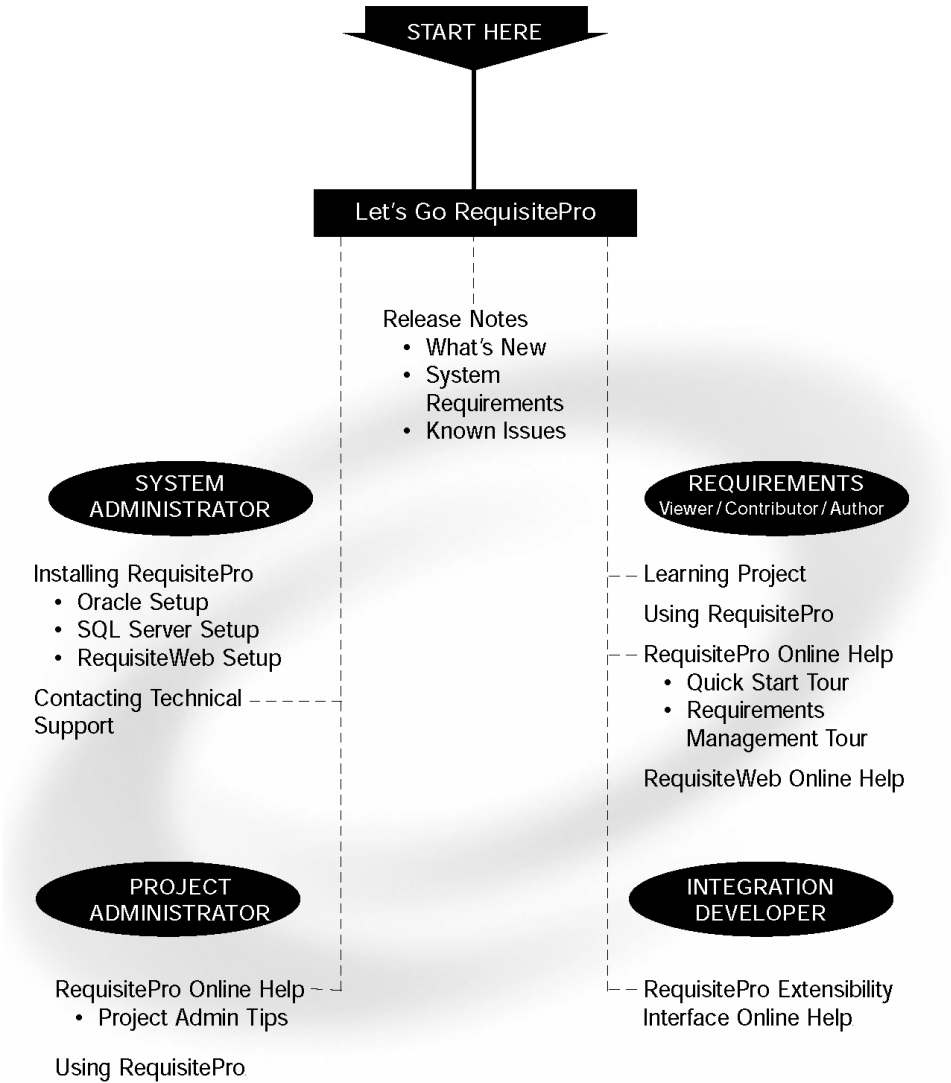 START HERE
Let's Go RequisitePro
Release Notes
• What's New
• System
Requirements
• Known Issues
SYSTEM
ADMINISTRATOR
Installing RequisitePro
• Oracle Setup
• SQL Server Setup
• RequisiteWeb Setup
Contacting Technical
Support
REQUIREMENTS
Viewer / Contributor / Author
Learning Project
Using RequisitePro
RequisitePro Online Help
• Quick Start Tour
• Requirements
Management Tour
RequisiteWeb Online Help
PROJECT
ADMINISTRATOR
RequisitePro Online Help
• Project Admin Tips
Using RequisitePro
INTEGRATION
DEVELOPER
RequisitePro Extensibility
Interface Online Help